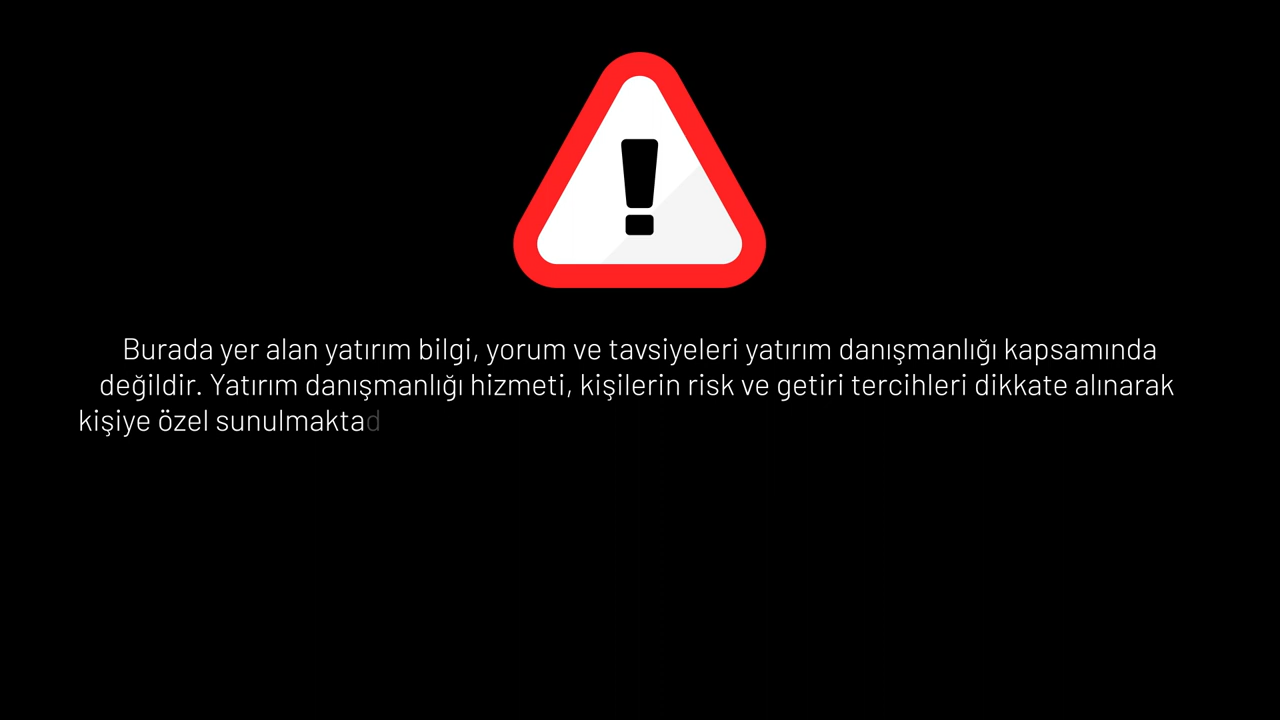 Burada yer alan yatırım bilgi, yorum ve tavsiyeleri yatırım danışmanlığı kapsamında
değildir. Yatırım danışmanlığı hizmeti, kişilerin risk ve getiri tercihleri dikkate alınarak
kişiye özel sunulmaktad